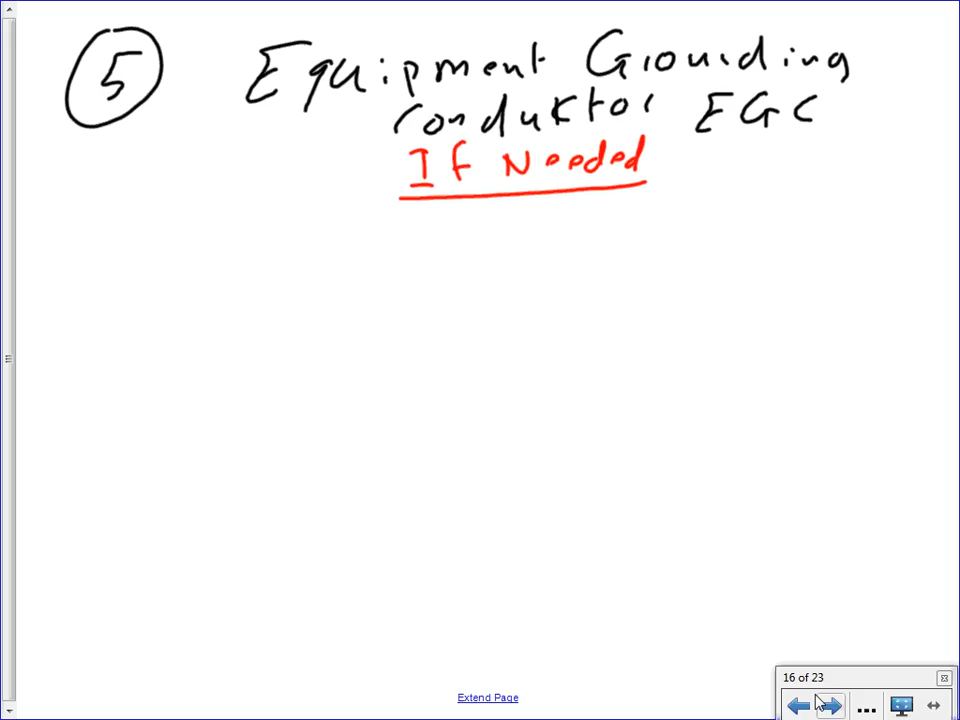 5 Equipment Grounding
Conduktor EGC
If Needed
Extend Page
16 of 23